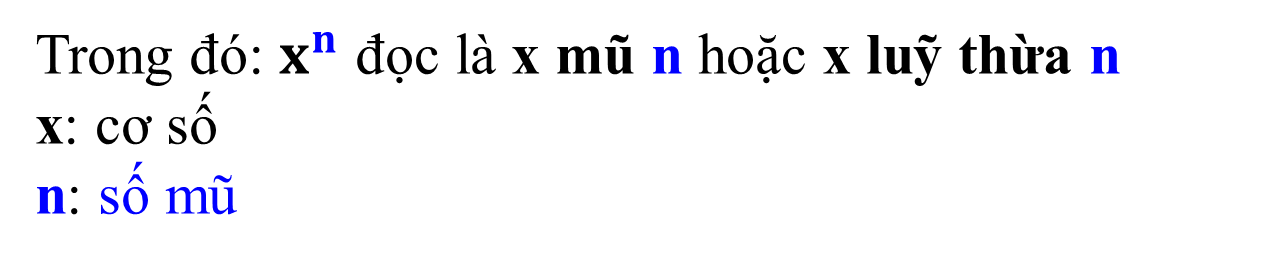 Trong đó: xⁿ đọc là x mũ n hoặc x luỹ thừa n
x: cơ số
n: số mũ